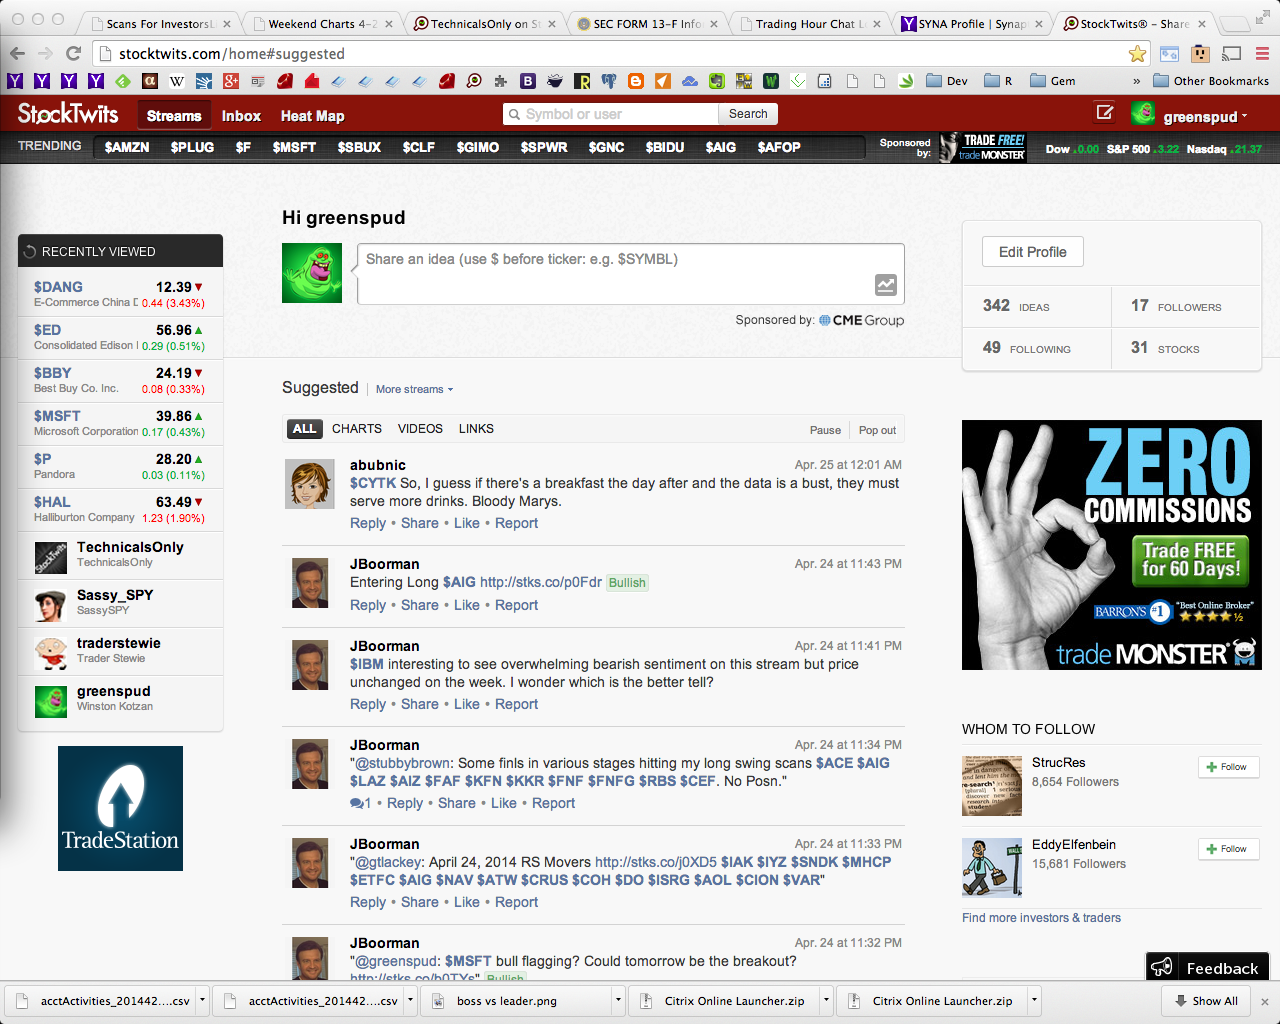 Scans For InvestorsL
Weekend Charts 4-2
TechnicalsOnly on St
SEC FORM 13-F Info
Trading Hour Chat L
SYNA Profile | Synap
StockTwits® - Share
stocktwits.com/home#suggested
Dev
R
Gem
»
Other Bookmarks
StockTwits
Streams
Inbox
Heat Map
Symbol or user
Search
greenspud
TRENDING
$AMZN $PLUG $F $MSFT $SBUX $CLF $GIMO $SPWR $GNC $BIDU $AIG $AFOP
Sponsored by:
TRADE FREE!
tradeMONSTER
Dow 0.00 S&P 500 3.22 Nasdaq 21.37
RECENTLY VIEWED
$DANG 12.39
E-Commerce China D 0.44 (3.43%)
$ED 56.96
Consolidated Edison I 0.29 (0.51%)
$BBY 24.19
Best Buy Co. Inc. 0.08 (0.33%)
$MSFT 39.86
Microsoft Corporation 0.17 (0.43%)
$P 28.20
Pandora 0.03 (0.11%)
$HAL 63.49
Halliburton Company 1.23 (1.90%)
StockTwits
TechnicalsOnly
TechnicalsOnly
Sassy_SPY
SassySPY
traderstewie
Trader Stewie
greenspud
Winston Kotzan
TradeStation
Hi greenspud
Share an idea (use $ before ticker: e.g. $SYMBL)
Sponsored by: CME Group
Suggested
More streams
ALL CHARTS VIDEOS LINKS
Pause
Pop out
abubnic Apr. 25 at 12:01 AM
$CYTK So, I guess if there's a breakfast the day after and the data is a bust, they must
serve more drinks. Bloody Marys.
Reply • Share • Like • Report
JBoorman Apr. 24 at 11:43 PM
Entering Long $AIG http://stks.co/p0Fdr Bullish
Reply • Share • Like • Report
JBoorman Apr. 24 at 11:41 PM
$IBM interesting to see overwhelming bearish sentiment on this stream but price
unchanged on the week. I wonder which is the better tell?
Reply • Share • Like • Report
JBoorman Apr. 24 at 11:34 PM
"@stubbybrown: Some finls in various stages hitting my long swing scans $ACE $AIG
$LAZ $AIZ $FAF $KFN $KKR $FNF $FNFG $RBS $CEF. No Posn."
1 • Reply • Share • Like • Report
JBoorman Apr. 24 at 11:33 PM
"@gtlackey: April 24, 2014 RS Movers http://stks.co/j0XD5 $IAK $IYZ $SNDK $MHCP
$ETFC $AIG $NAV $ATW $CRUS $COH $DO $ISRG $AOL $CION $VAR"
Reply • Share • Like • Report
JBoorman Apr. 24 at 11:32 PM
"@greenspud: $MSFT bull flagging? Could tomorrow be the breakout?
http://stks.co/h0TYs" Bullish
Edit Profile
342 IDEAS
17 FOLLOWERS
49 FOLLOWING
31 STOCKS
ZERO
COMMISSIONS
Trade FREE
for 60 Days!
BARRON'S #1 "Best Online Broker"
½
tradeMONSTER®
WHOM TO FOLLOW
StrucRes
8,654 Followers
Follow
EddyElfenbein
15,681 Followers
Follow
Find more investors & traders
Feedback
acctActivities_201442....csv
acctActivities_201442....csv
boss vs leader.png
Citrix Online Launcher.zip
Citrix Online Launcher.zip
Show All